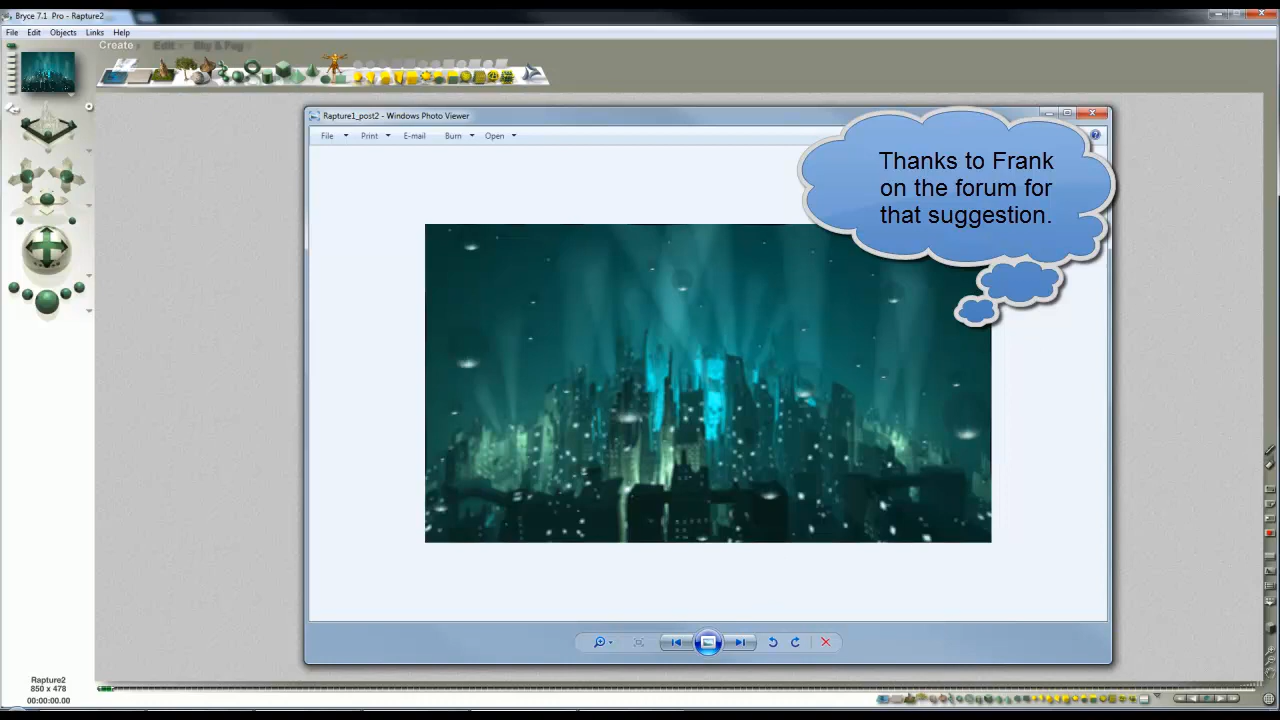 Bryce 7.1 Pro - Rapture2
File Edit Objects Links Help
Create Edit Sky & Fog
Rapture1_post2 - Windows Photo Viewer
File Print E-mail Burn Open
Thanks to Frank
on the forum for
that suggestion.
Rapture2
850 x 478
00:00:00.00